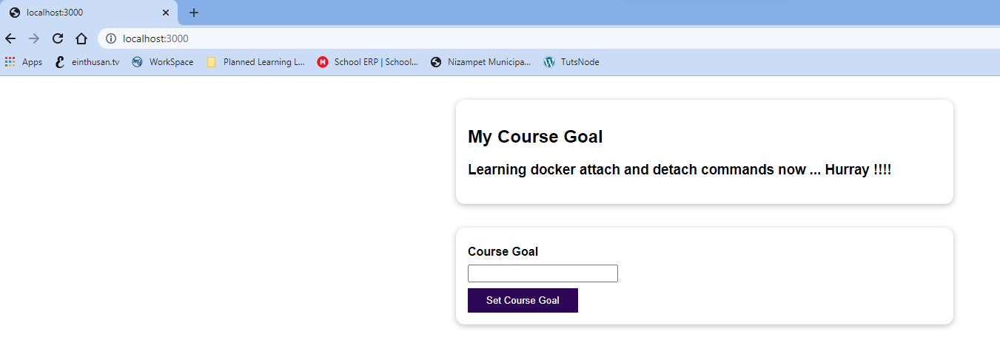 localhost:3000
localhost:3000
Apps einthusan.tv WorkSpace Planned Learning L... School ERP | School... Nizampet Municipa... TutsNode
My Course Goal
Learning docker attach and detach commands now ... Hurray !!!!
Course Goal
Set Course Goal